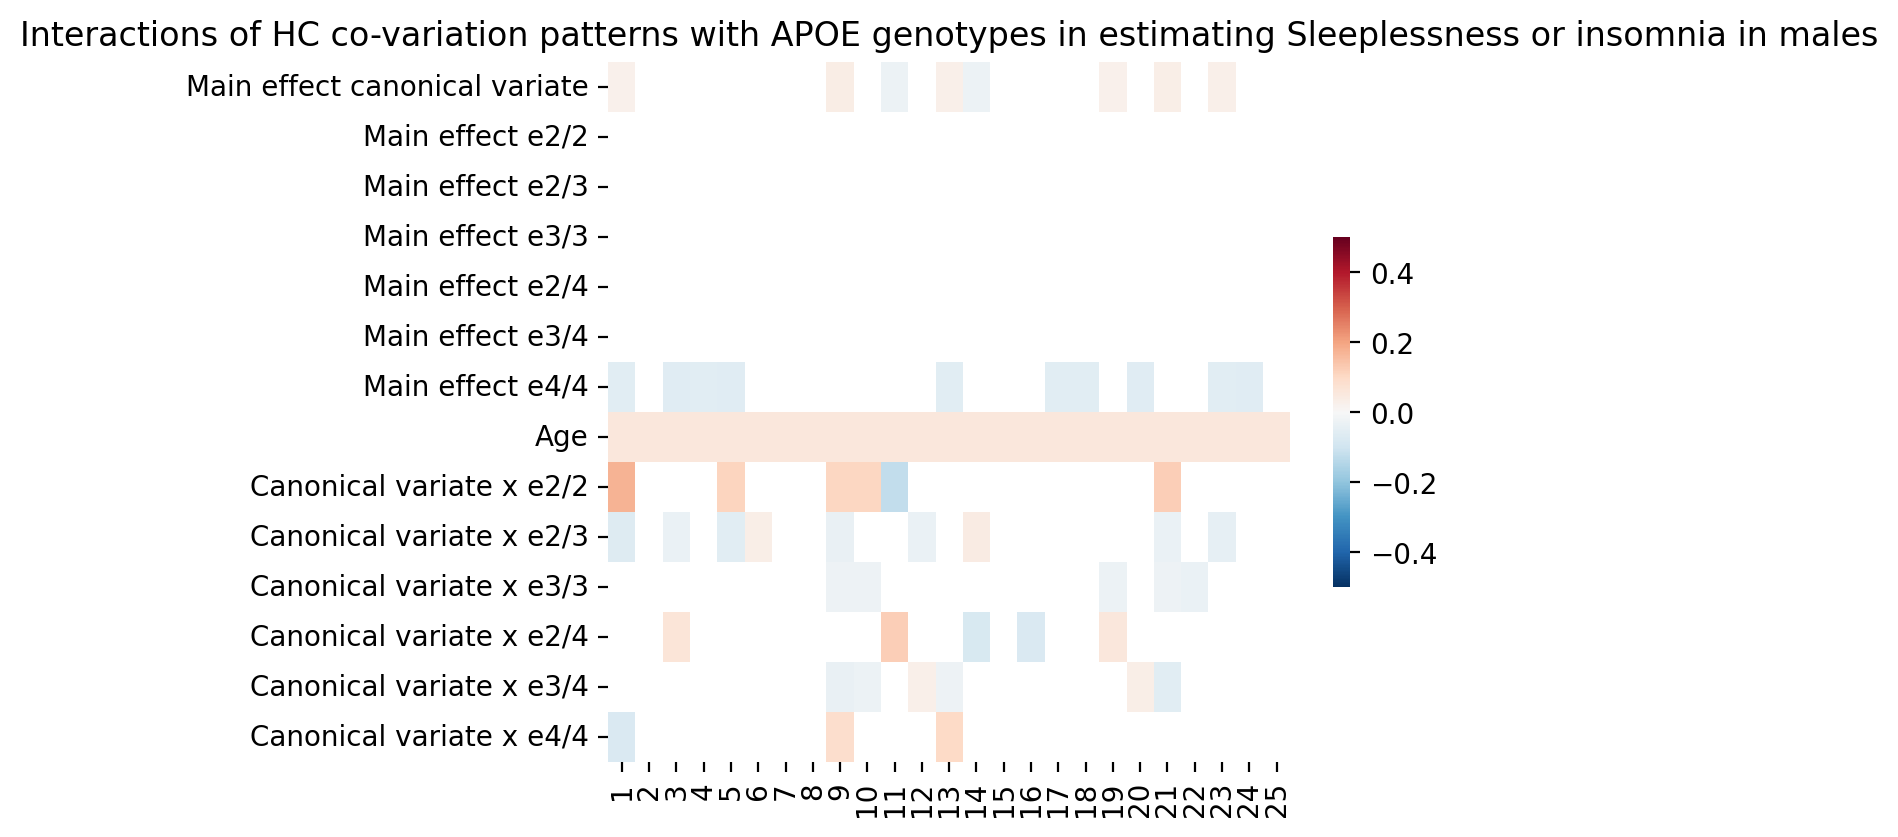 Interactions of HC co-variation patterns with APOE genotypes in estimating Sleeplessness or insomnia in males
Main effect canonical variate
Main effect e2/2
Main effect e2/3
Main effect e3/3
Main effect e2/4
Main effect e3/4
Main effect e4/4
Age
Canonical variate x e2/2
Canonical variate x e2/3
Canonical variate x e3/3
Canonical variate x e2/4
Canonical variate x e3/4
Canonical variate x e4/4
1 2 3 4 5 6 7 8 9 10 11 12 13 14 15 16 17 18 19 20 21 22 23 24 25
0.4
0.2
0.0
−0.2
−0.4